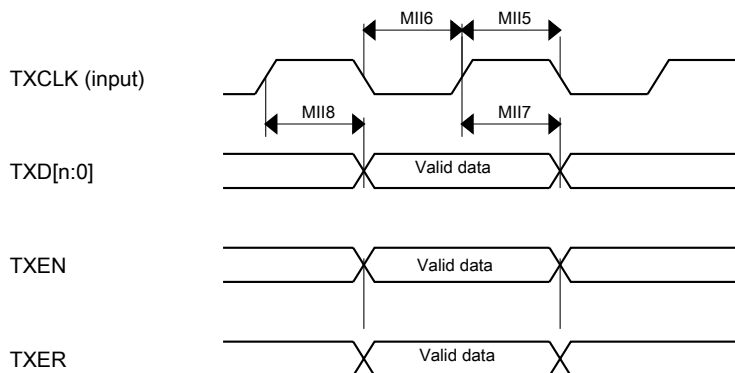 MII6 MII5
TXCLK (input)
MII8 MII7
TXD[n:0] Valid data
TXEN Valid data
TXER Valid data